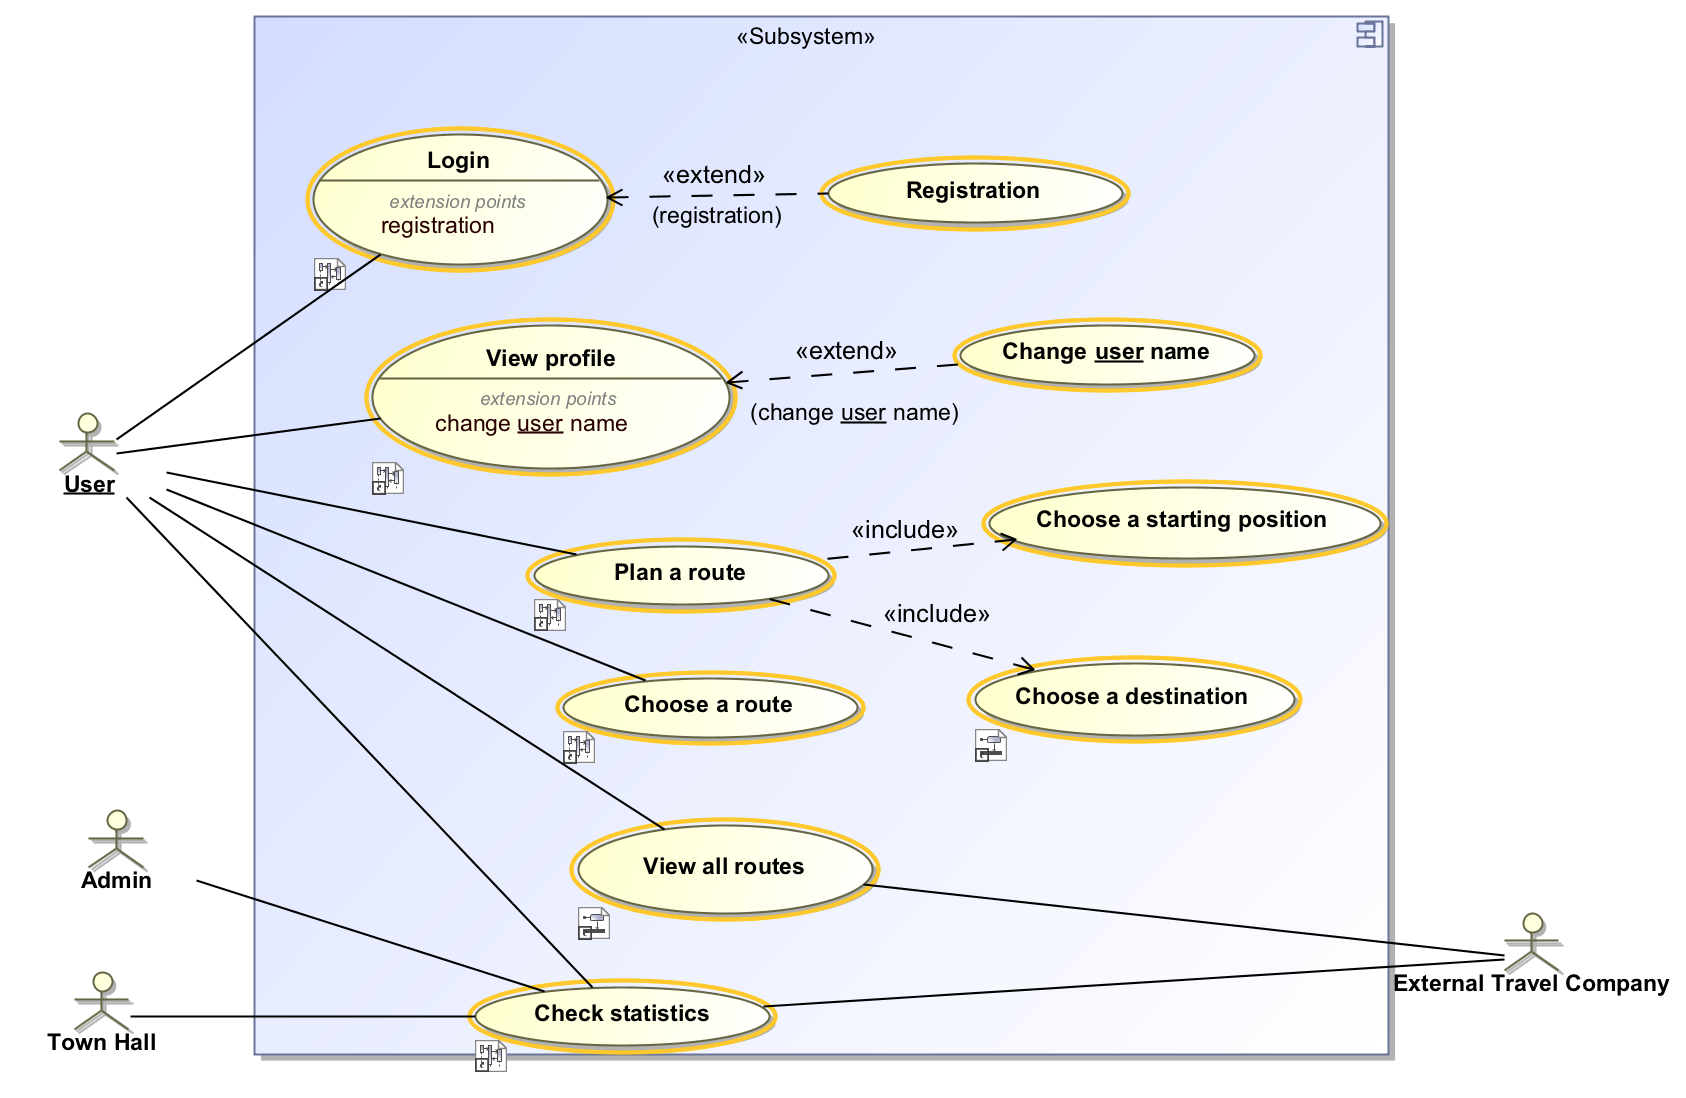 «Subsystem»
Login
extension points
registration
«extend»
(registration)
Registration
View profile
extension points
change user name
«extend»
(change user name)
Change user name
User
Plan a route
«include»
Choose a starting position
«include»
Choose a destination
Choose a route
View all routes
Admin
Check statistics
Town Hall
External Travel Company